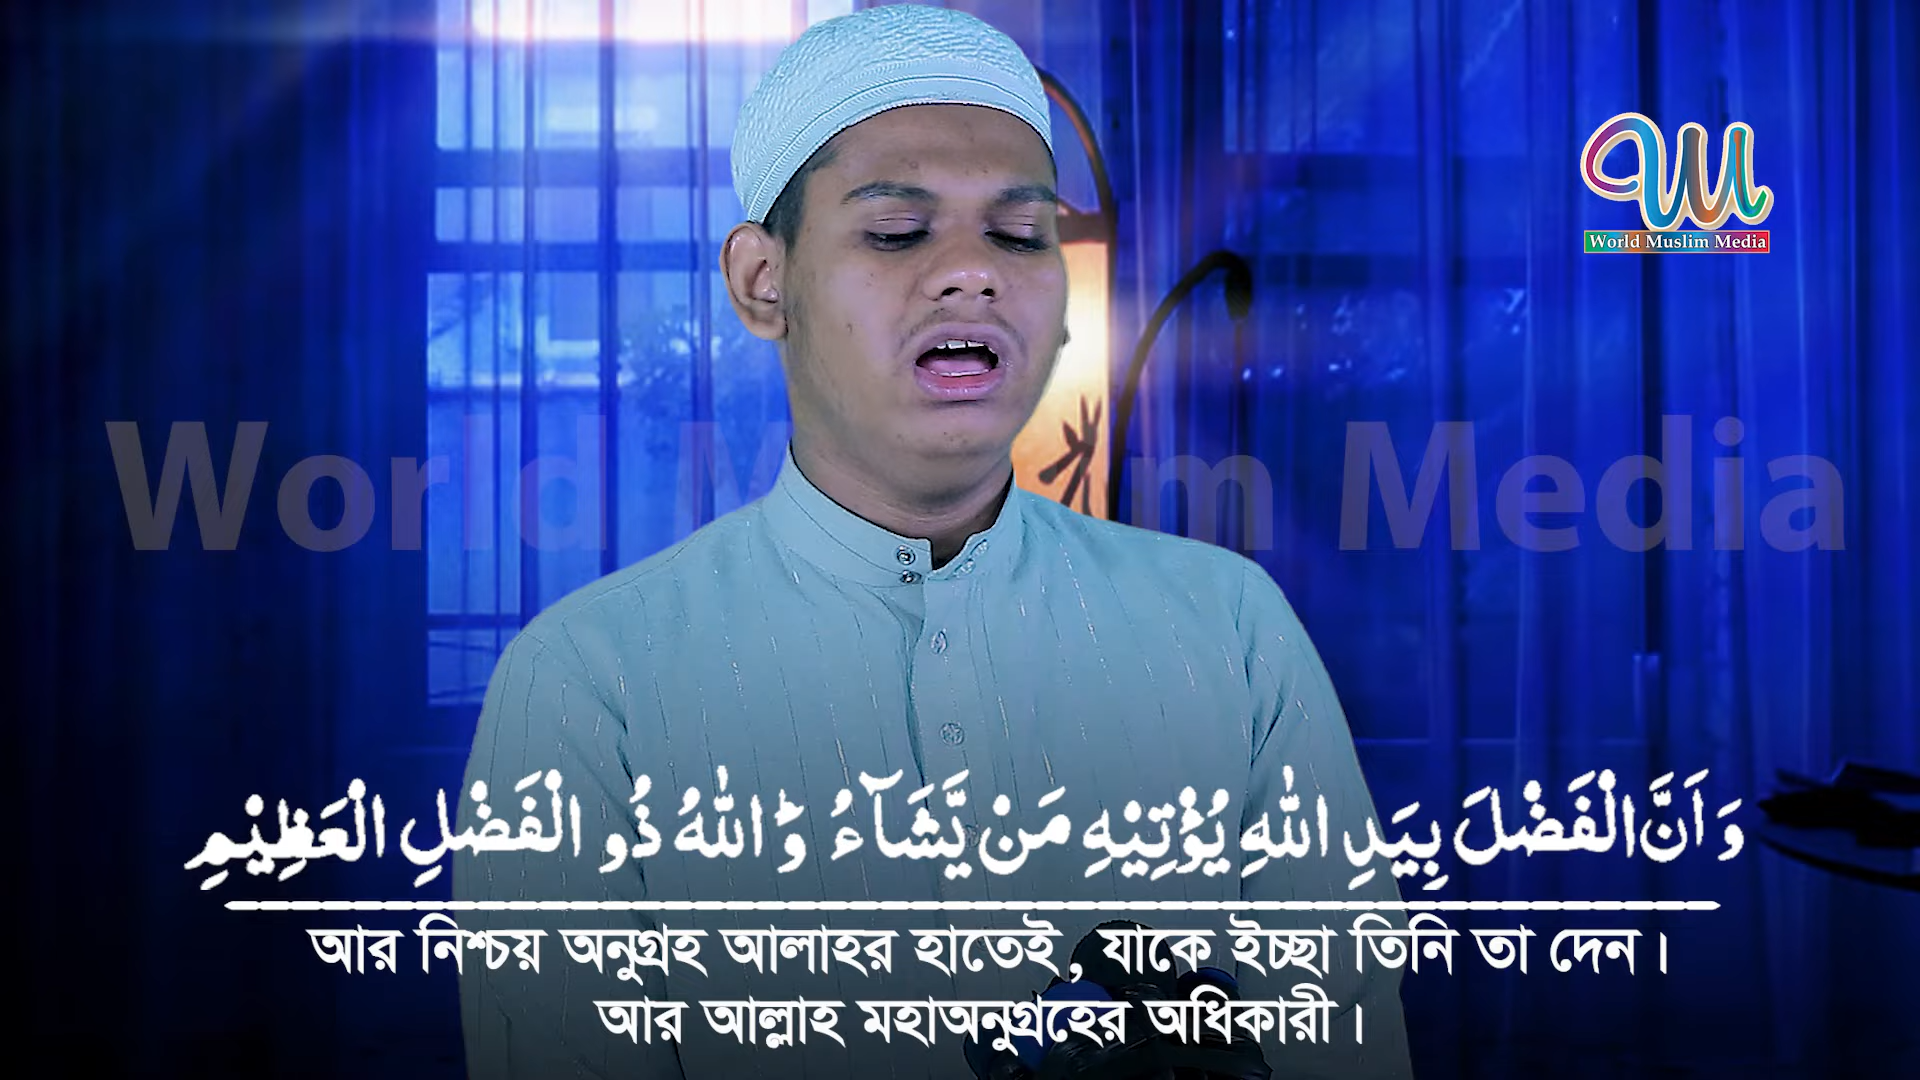 World Muslim Media
World M m Media
وَاَنَّ الْفَضْلَ بِيَدِ اللّٰهِ يُؤْتِيْهِ مَنْ يَّشَآءُ ؕ وَاللّٰهُ ذُو الْفَضْلِ الْعَظِيْمِ
আর নিশ্চয় অনুগ্রহ আলাহর হাতেই, যাকে ইচ্ছা তিনি তা দেন।
আর আল্লাহ মহাঅনুগ্রহের অধিকারী।